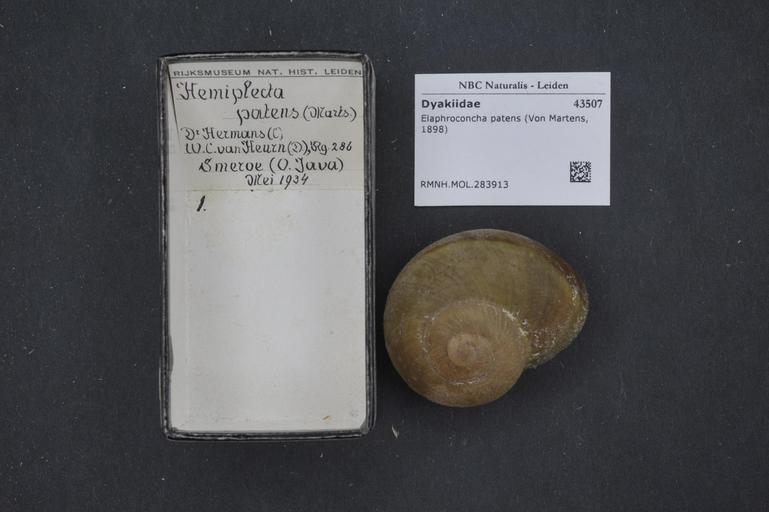 RIJKSMUSEUM NAT. HIST. LEIDEN
Hemiplecta
patens (Marts.)
Dr Hermans (C,
W.C. van Heurn (D), Rg. 286
Smeroe (O. Java)
Mei 1934
1.
NBC Naturalis - Leiden
Dyakiidae 43507
Elaphroconcha patens (Von Martens,
1898)
RMNH.MOL.283913